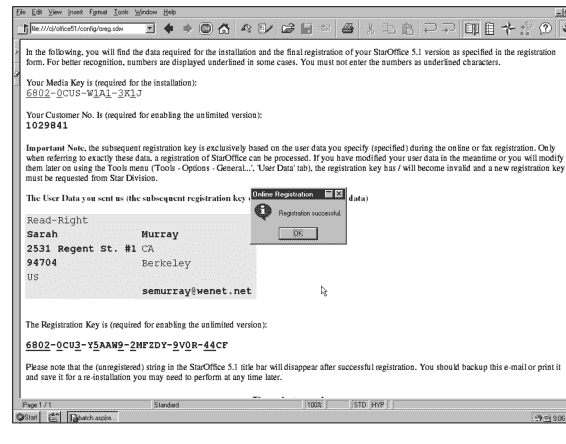 File Edit View Insert Format Tools Window Help
file:///c|/office51/config/oreg.sdw
In the following, you will find the data required for the installation and the final registration of your StarOffice 5.1 version as specified in the registration
form. For better recognition, numbers are displayed underlined in some cases. You must not enter the numbers as underlined characters.
Your Media Key is (required for the installation):
6802-0CUS-W1A1-3K1J
Your Customer No. Is (required for enabling the unlimited version):
1029841
Important Note, the subsequent registration key is exclusively based on the user data you specify (specified) during the online or fax registration. Only
when referring to exactly these data, a registration of StarOffice can be processed. If you have modified your user data in the meantime or you will modify
them later on using the Tools menu ('Tools - Options - General...', 'User Data' tab), the registration key has / will become invalid and a new registration key
must be requested from Star Division.
Online Registration
Registration successful.
OK
The User Data you sent us (the subsequent registration key data)
Read-Right
Sarah Murray
2531 Regent St. #1 CA
94704 Berkeley
US
semurray@wenet.net
The Registration Key is (required for enabling the unlimited version):
6802-0CU3-Y5AAW9-2MFZDY-9V0R-44CF
Please note that the (unregistered) string in the StarOffice 5.1 title bar will disappear after successful registration. You should backup this e-mail or print it
and save it for a re-installation you may need to perform at any time later.
Page 1 / 1 Standard 100% STD HYP
Start batch.asp(re... 9:06